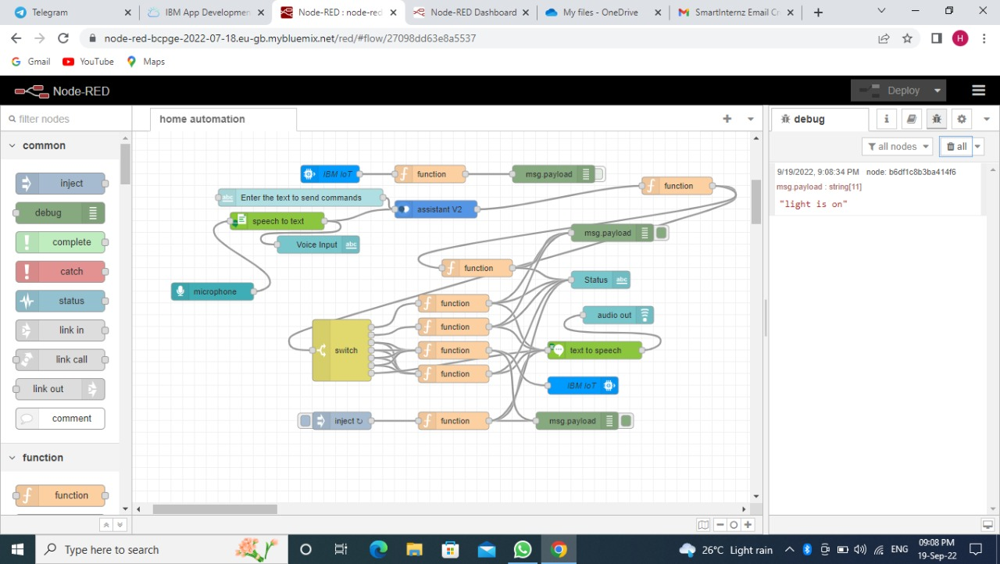 Telegram
IBM App Developmen
Node-RED : node-red
Node-RED Dashboard
My files - OneDrive
SmartInternz Email Cr
node-red-bcpge-2022-07-18.eu-gb.mybluemix.net/red/#flow/27098dd63e8a5537
H
Gmail
YouTube
Maps
Node-RED
Deploy
filter nodes
home automation
debug
i
common
all nodes
all
inject
debug
complete
catch
status
link in
link call
link out
comment
function
function
IBM IoT
function
msg.payload
Enter the text to send commands
function
assistant V2
speech to text
msg.payload
Voice Input
abc
function
Status
abc
microphone
function
audio out
function
switch
function
text to speech
function
IBM IoT
inject ↻
function
msg.payload
9/19/2022, 9:08:34 PM node: b6df1c8b3ba414f6
msg.payload : string[11]
"light is on"
Type here to search
26°C Light rain
ENG
09:08 PM
19-Sep-22